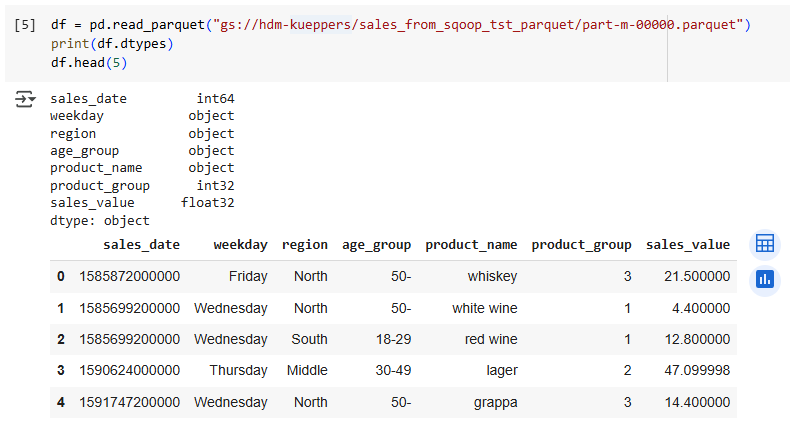 [5] df = pd.read_parquet("gs://hdm-kueppers/sales_from_sqoop_tst_parquet/part-m-00000.parquet")
print(df.dtypes)
df.head(5)
sales_date int64
weekday object
region object
age_group object
product_name object
product_group int32
sales_value float32
dtype: object
sales_date weekday region age_group product_name product_group sales_value
0 1585872000000 Friday North 50- whiskey 3 21.500000
1 1585699200000 Wednesday North 50- white wine 1 4.400000
2 1585699200000 Wednesday South 18-29 red wine 1 12.800000
3 1590624000000 Thursday Middle 30-49 lager 2 47.099998
4 1591747200000 Wednesday North 50- grappa 3 14.400000